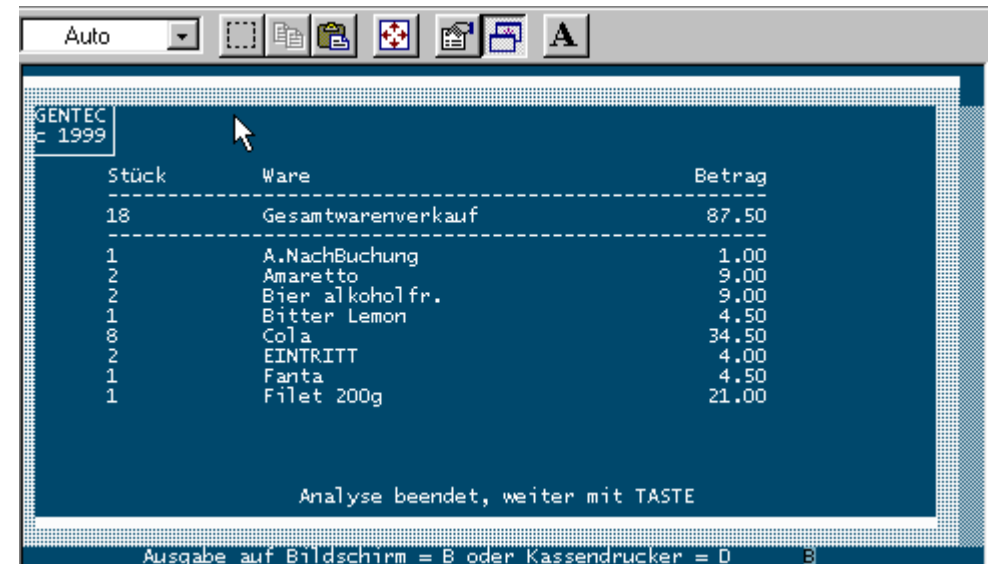 Auto
A
GENTEC
c 1999
Stück Ware Betrag
18 Gesamtwarenverkauf 87.50
1 A.NachBuchung 1.00
2 Amaretto 9.00
2 Bier alkoholfr. 9.00
1 Bitter Lemon 4.50
8 Cola 34.50
2 EINTRITT 4.00
1 Fanta 4.50
1 Filet 200g 21.00
Analyse beendet, weiter mit TASTE
Ausgabe auf Bildschirm = B oder Kassendrucker = D B